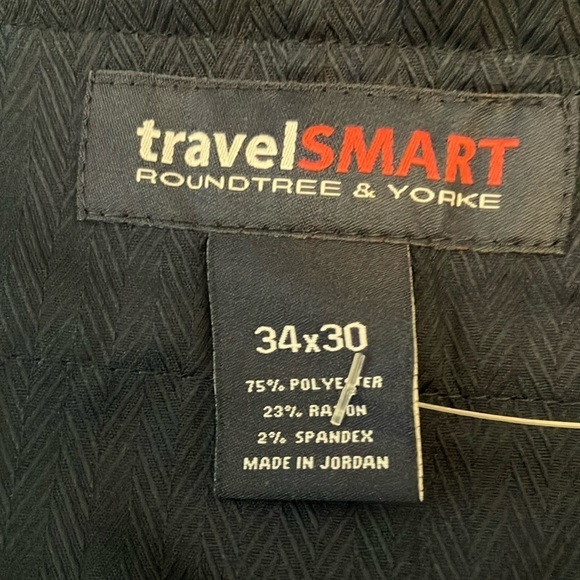 travelSMART
ROUNDTREE & YORKE
34x30
75% POLYESTER
23% RAYON
2% SPANDEX
MADE IN JORDAN